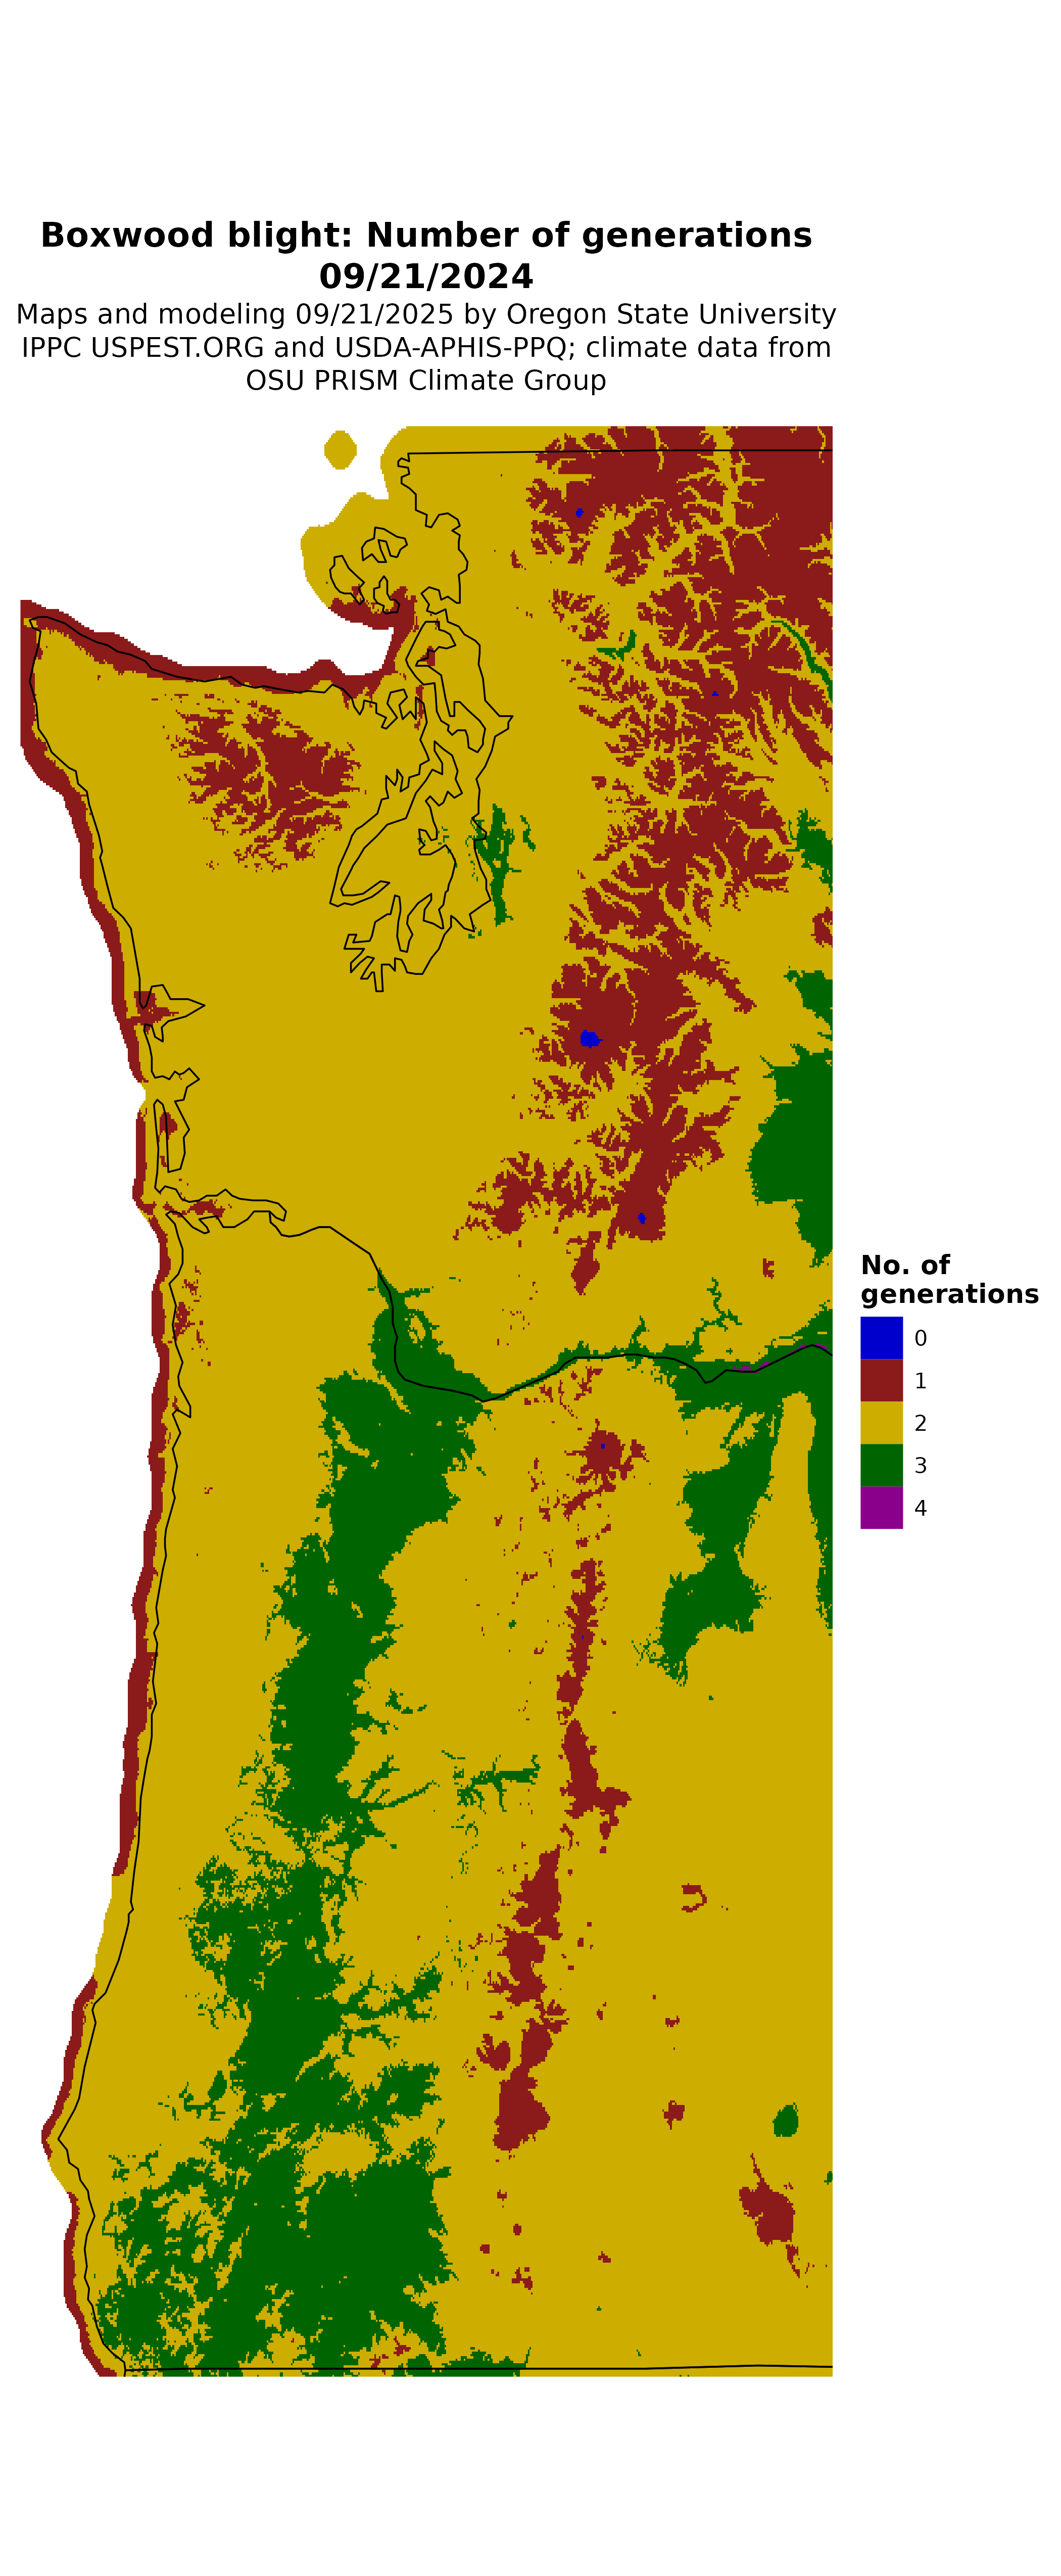 Boxwood blight: Number of generations
09/21/2024
Maps and modeling 09/21/2025 by Oregon State University
IPPC USPEST.ORG and USDA-APHIS-PPQ; climate data from
OSU PRISM Climate Group
No. of
generations
0
1
2
3
4